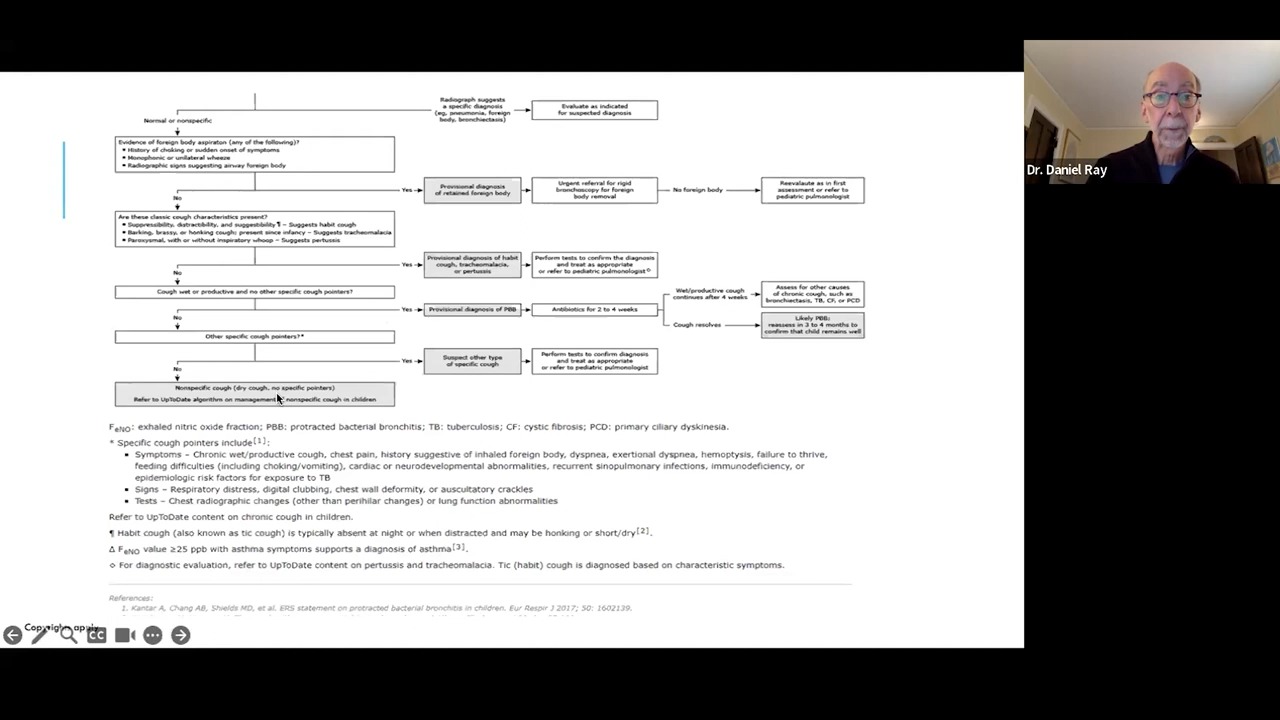 Radiograph suggests
a specific diagnosis
(eg, pneumonia, foreign
body, bronchiectasis)
Evaluate as indicated
for suspected diagnosis
Normal or nonspecific
Evidence of foreign body aspiraton (any of the following)?
• History of choking or sudden onset of symptoms
• Monophonic or unilateral wheeze
• Radiographic signs suggesting airway foreign body
Yes
Provisional diagnosis
of retained foreign body
Urgent referral for rigid
bronchoscopy for foreign
body removal
No foreign body
Reevalaute as in first
assessment or refer to
pediatric pulmonologist
No
Are these classic cough characteristics present?
• Suppressibility, distractibility, and suggestibility ¶ – Suggests habit cough
• Barking, brassy, or honking cough; present since infancy – Suggests tracheomalacia
• Paroxysmal, with or without inspiratory whoop – Suggests pertussis
Yes
Provisional diagnosis of habit
cough, tracheomalacia,
or pertussis
Perform tests to confirm the diagnosis
and treat as appropriate
or refer to pediatric pulmonologist◊
No
Cough wet or productive and no other specific cough pointers?
Yes
Provisional diagnosis of PBB
Antibiotics for 2 to 4 weeks
Wet/productive cough
continues after 4 weeks
Assess for other causes
of chronic cough, such as
bronchiectasis, TB, CF, or PCD
Cough resolves
Likely PBB;
reassess in 3 to 4 months to
confirm that child remains well
No
Other specific cough pointers?*
Yes
Suspect other type
of specific cough
Perform tests to confirm diagnosis
and treat as appropriate
or refer to pediatric pulmonologist
No
Nonspecific cough (dry cough, no specific pointers)
Refer to UpToDate algorithm on management nonspecific cough in children
FeNO: exhaled nitric oxide fraction; PBB: protracted bacterial bronchitis; TB: tuberculosis; CF: cystic fibrosis; PCD: primary ciliary dyskinesia.
* Specific cough pointers include[1]:
▪ Symptoms – Chronic wet/productive cough, chest pain, history suggestive of inhaled foreign body, dyspnea, exertional dyspnea, hemoptysis, failure to thrive,
feeding difficulties (including choking/vomiting), cardiac or neurodevelopmental abnormalities, recurrent sinopulmonary infections, immunodeficiency, or
epidemiologic risk factors for exposure to TB
▪ Signs – Respiratory distress, digital clubbing, chest wall deformity, or auscultatory crackles
▪ Tests – Chest radiographic changes (other than perihilar changes) or lung function abnormalities
Refer to UpToDate content on chronic cough in children.
¶ Habit cough (also known as tic cough) is typically absent at night or when distracted and may be honking or short/dry[2].
Δ FeNO value ≥25 ppb with asthma symptoms supports a diagnosis of asthma[3].
◊ For diagnostic evaluation, refer to UpToDate content on pertussis and tracheomalacia. Tic (habit) cough is diagnosed based on characteristic symptoms.
References:
1. Kantar A, Chang AB, Shields MD, et al. ERS statement on protracted bacterial bronchitis in children. Eur Respir J 2017; 50: 1602139.
Copyrights apply
CC
Dr. Daniel Ray